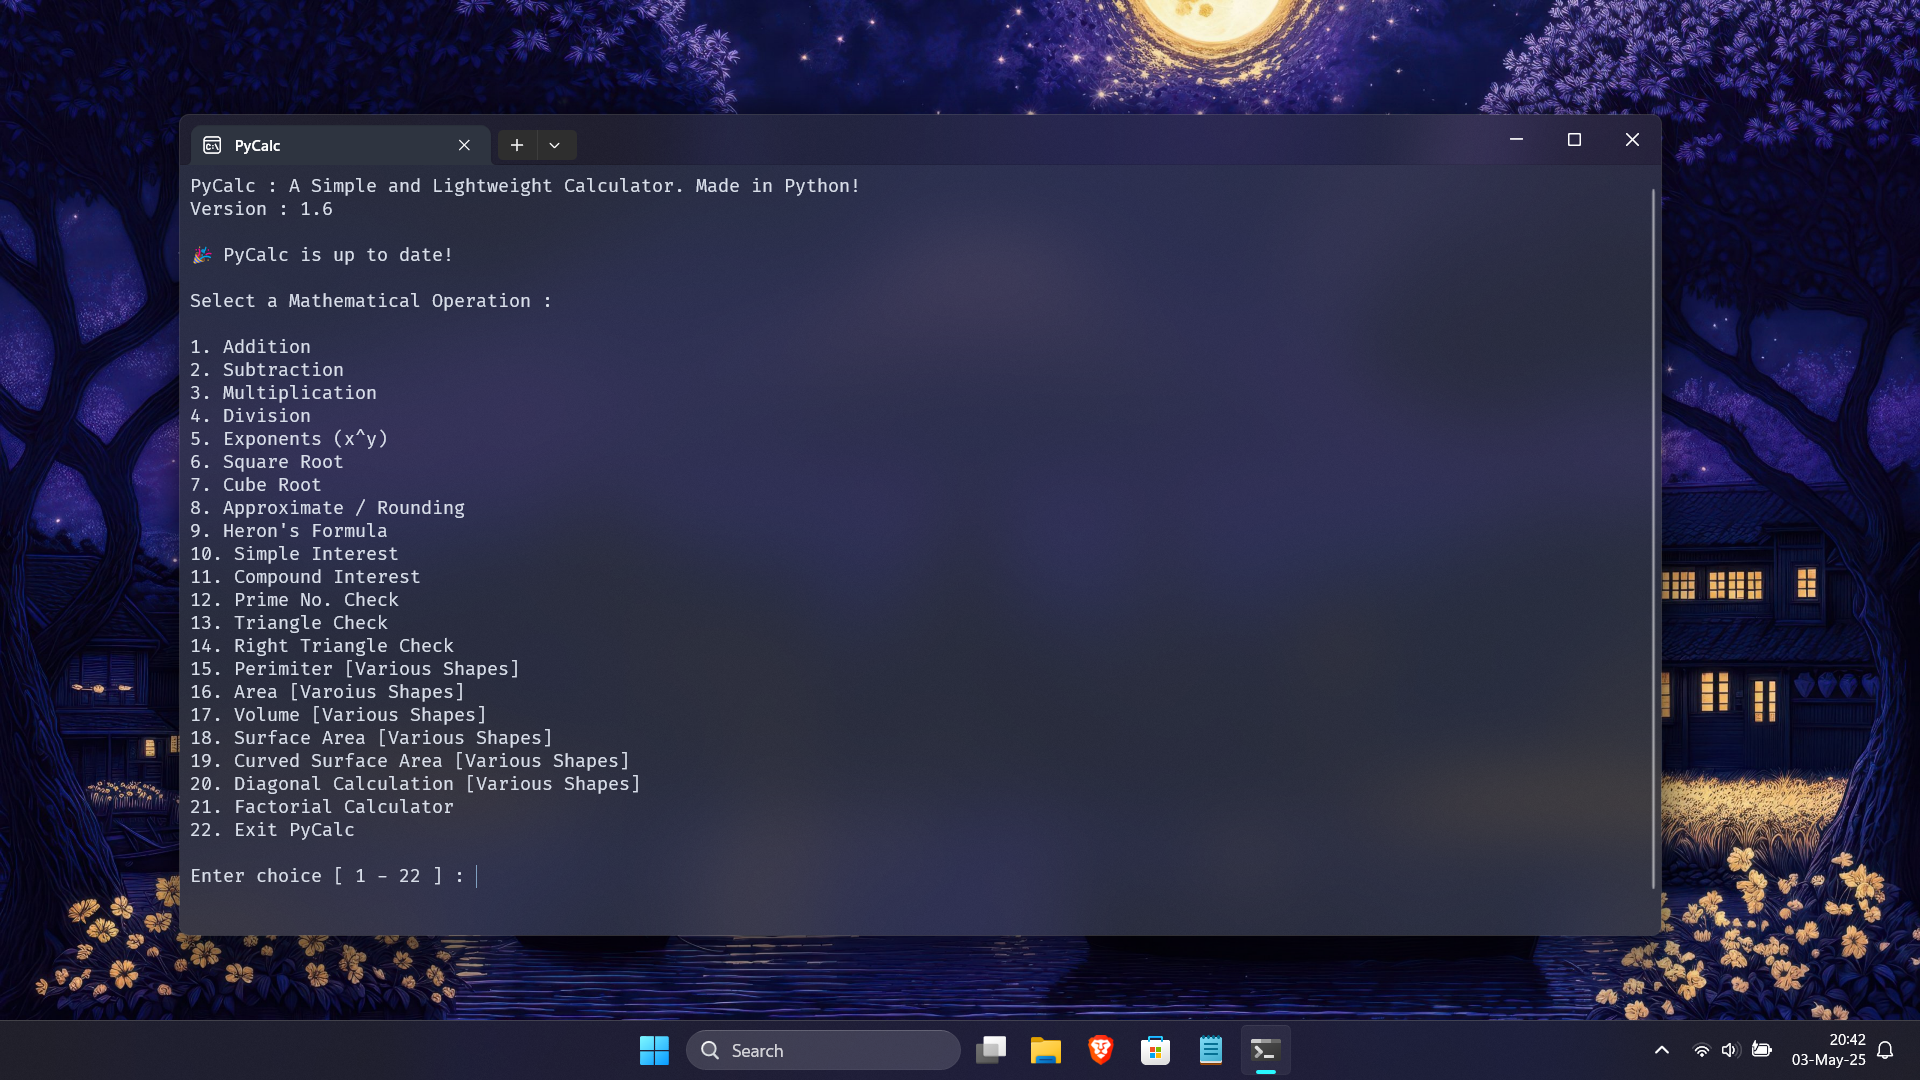 PyCalc
PyCalc : A Simple and Lightweight Calculator. Made in Python!
Version : 1.6
🎉 PyCalc is up to date!
Select a Mathematical Operation :
1. Addition
2. Subtraction
3. Multiplication
4. Division
5. Exponents (x^y)
6. Square Root
7. Cube Root
8. Approximate / Rounding
9. Heron's Formula
10. Simple Interest
11. Compound Interest
12. Prime No. Check
13. Triangle Check
14. Right Triangle Check
15. Perimiter [Various Shapes]
16. Area [Varoius Shapes]
17. Volume [Various Shapes]
18. Surface Area [Various Shapes]
19. Curved Surface Area [Various Shapes]
20. Diagonal Calculation [Various Shapes]
21. Factorial Calculator
22. Exit PyCalc
Enter choice [ 1 - 22 ] :
Search
20:42
03-May-25